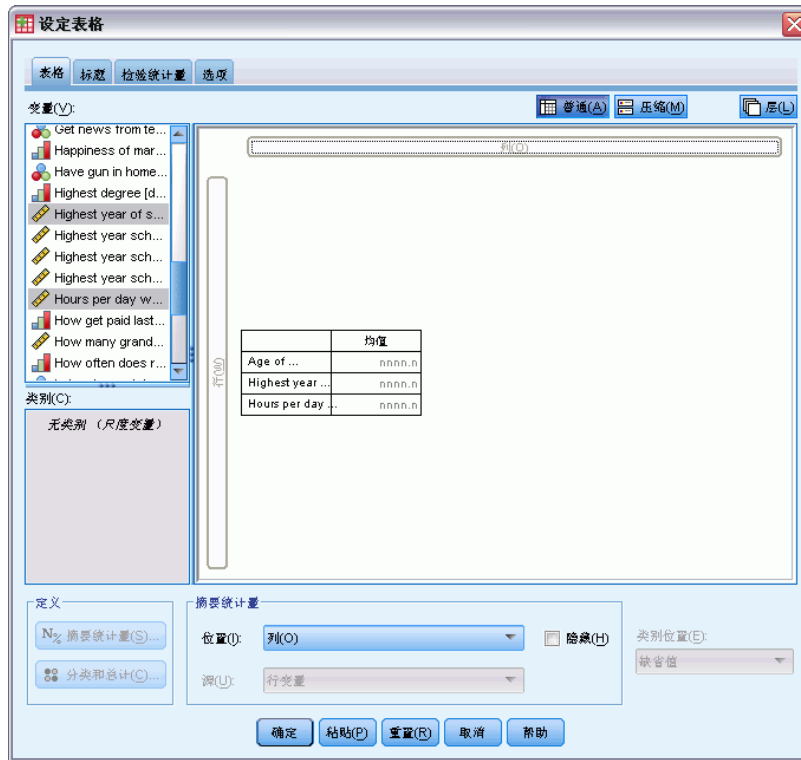 设定表格
表格 标题 检验统计量 选项
变量(V):
普通(A) 压缩(M) 层(L)
Get news from te...
Happiness of mar...
Have gun in home...
Highest degree [d...
Highest year of s...
Highest year sch...
Highest year sch...
Highest year sch...
Hours per day w...
How get paid last...
How many grand...
How often does r...
列(O)
行(W)
均值
Age of ... nnnn.n
Highest year ... nnnn.n
Hours per day ... nnnn.n
类别(C):
无类别 (尺度变量)
定义
N% 摘要统计量(S)...
分类和总计(C)...
摘要统计量
位置(I): 列(O) 隐藏(H)
源(U): 行变量
类别位置(E):
缺省值
确定 粘贴(P) 重置(R) 取消 帮助